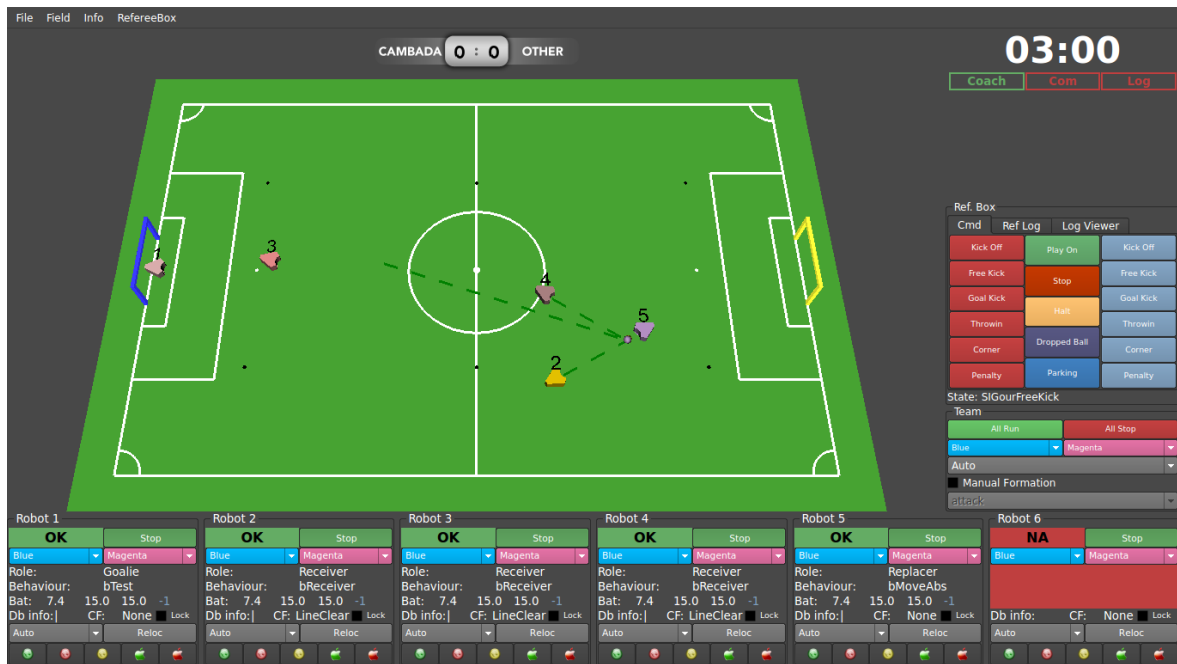 File Field Info RefereeBox
CAMBADA 0 : 0 OTHER
03:00
Coach Com Log
1
3
4
5
2
Ref. Box
Cmd Ref Log Log Viewer
Kick Off Play On Kick Off
Free Kick Stop Free Kick
Goal Kick Halt Goal Kick
Throwin Dropped Ball Throwin
Corner Parking Corner
Penalty Penalty
State: SIGourFreeKick
Team
All Run All Stop
Blue Magenta
Auto
Manual Formation
attack
Robot 1
OK Stop
Blue Magenta
Role: Goalie
Behaviour: bTest
Bat: 7.4 15.0 15.0 -1
Db info:| CF: None Lock
Auto Reloc
Robot 2
OK Stop
Blue Magenta
Role: Receiver
Behaviour: bReceiver
Bat: 7.4 15.0 15.0 -1
Db info:| CF: LineClear Lock
Auto Reloc
Robot 3
OK Stop
Blue Magenta
Role: Receiver
Behaviour: bReceiver
Bat: 7.4 15.0 15.0 -1
Db info:| CF: LineClear Lock
Auto Reloc
Robot 4
OK Stop
Blue Magenta
Role: Receiver
Behaviour: bReceiver
Bat: 7.4 15.0 15.0 -1
Db info:| CF: LineClear Lock
Auto Reloc
Robot 5
OK Stop
Blue Magenta
Role: Replacer
Behaviour: bMoveAbs
Bat: 7.4 15.0 15.0 -1
Db info:| CF: None Lock
Auto Reloc
Robot 6
NA Stop
Blue Magenta
Db info: CF: None Lock
Auto Reloc